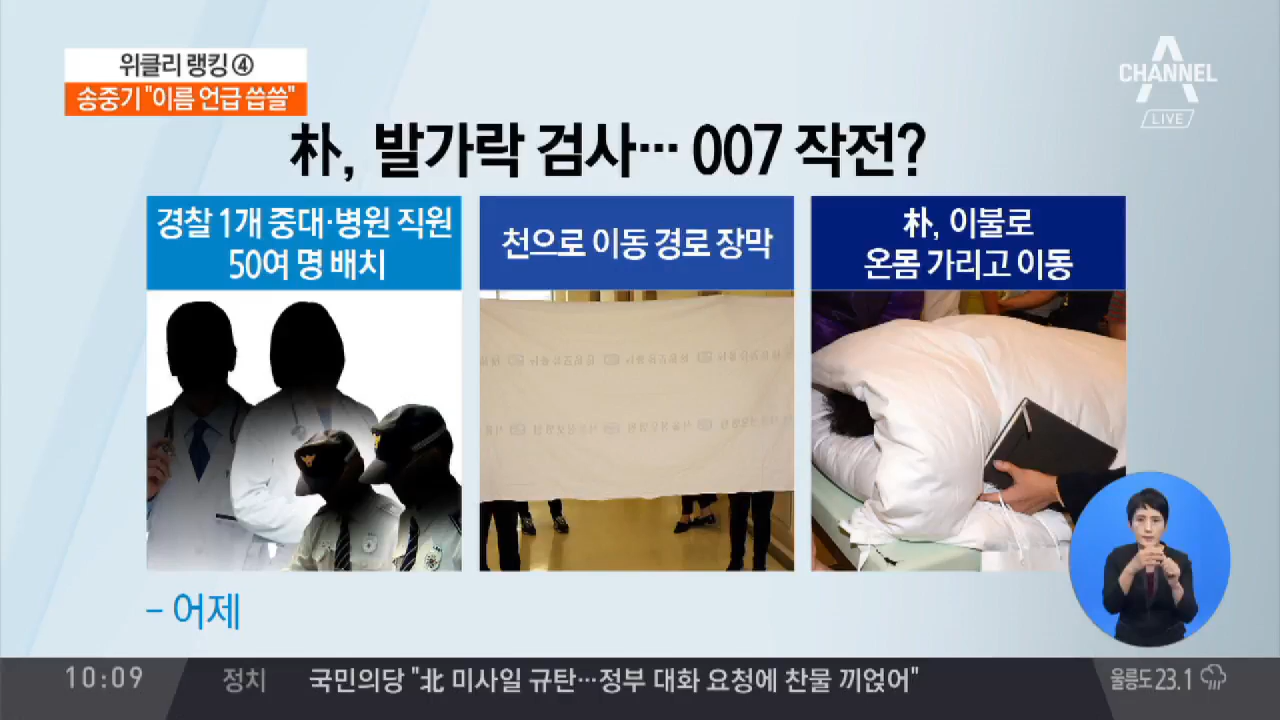 위클리 랭킹 ④
송중기 "이름 언급 씁쓸"
CHANNEL A
LIVE
朴, 발가락 검사… 007 작전?
경찰 1개 중대·병원 직원
50여 명 배치
천으로 이동 경로 장막
朴, 이불로
온몸 가리고 이동
- 어제
10:09 정치 국민의당 "北 미사일 규탄…정부 대화 요청에 찬물 끼얹어" 울릉도 23.1